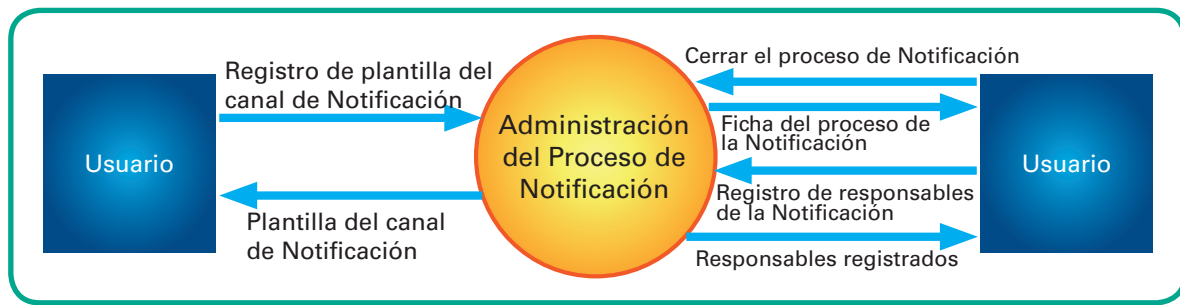 Usuario
Registro de plantilla del
canal de Notificación
Plantilla del canal
de Notificación
Administración
del Proceso de
Notificación
Cerrar el proceso de Notificación
Ficha del proceso de
la Notificación
Registro de responsables
de la Notificación
Responsables registrados
Usuario